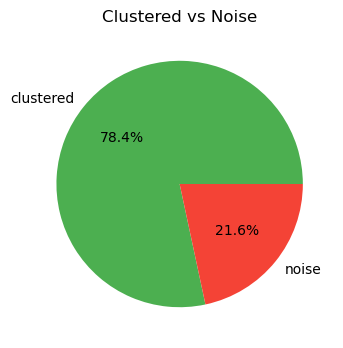 Clustered vs Noise
clustered
78.4%
21.6%
noise